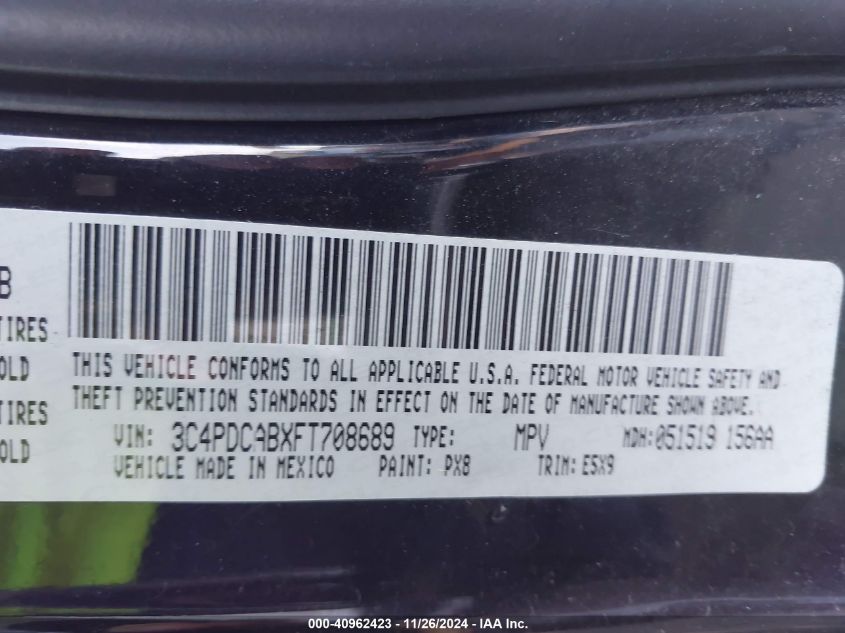 B
TIRES
OLD
TIRES
OLD
THIS VEHICLE CONFORMS TO ALL APPLICABLE U.S.A. FEDERAL MOTOR VEHICLE SAFETY AND
THEFT PREVENTION STANDARDS IN EFFECT ON THE DATE OF MANUFACTURE SHOWN ABOVE.
VIN: 3C4PDCABXFT708689 TYPE: MPV MDH:051519 156AA
VEHICLE MADE IN MEXICO PAINT: PX8 TRIM: E5X9
000-40962423 - 11/26/2024 - IAA Inc.